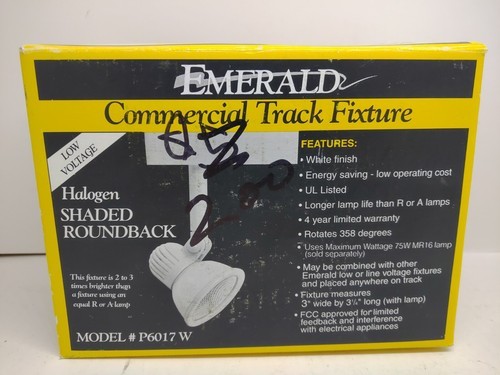 EMERALD
Commercial Track Fixture
LOW
VOLTAGE
Halogen
SHADED
ROUNDBACK
This fixture is 2 to 3
times brighter than
a fixture using an
equal R or A lamp
MODEL # P6017 W
200
FEATURES:
• White finish
• Energy saving - low operating cost
• UL Listed
• Longer lamp life than R or A lamps
• 4 year limited warranty
• Rotates 358 degrees
• Uses Maximum Wattage 75W MR16 lamp
(sold separately)
• May be combined with other
Emerald low or line voltage fixtures
and placed anywhere on track
• Fixture measures
3" wide by 3¼" long (with lamp)
• FCC approved for limited
feedback and interference
with electrical appliances